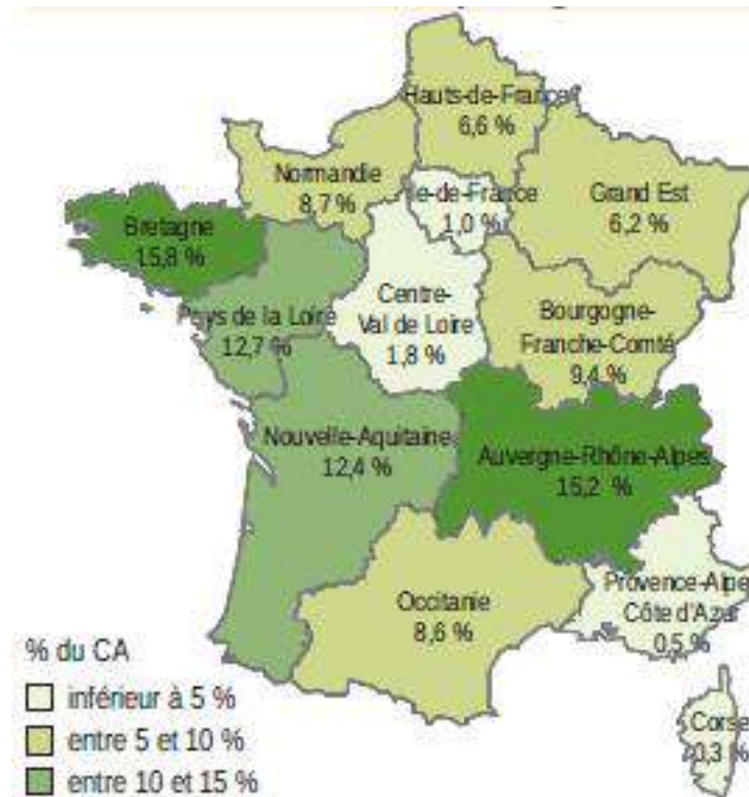 Hauts-de-France
6,6 %
Normandie
8,7 %
Ile-de-France
1,0 %
Grand Est
6,2 %
Bretagne
15,8 %
Pays de la Loire
12,7 %
Centre-
Val de Loire
1,8 %
Bourgogne-
Franche-Comté
9,4 %
Nouvelle-Aquitaine
12,4 %
Auvergne-Rhône-Alpes
15,2 %
Occitanie
8,6 %
Provence-Alpe
Côte d'Azur
0,5 %
Corse
0,3 %
% du CA
inférieur à 5 %
entre 5 et 10 %
entre 10 et 15 %